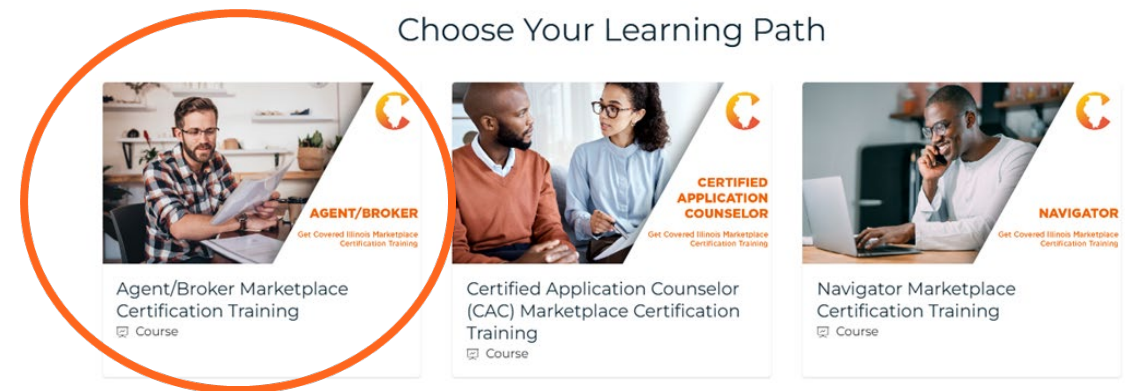 Choose Your Learning Path
AGENT/BROKER
Get Covered Illinois Marketplace
Certification Training
Agent/Broker Marketplace
Certification Training
Course
CERTIFIED
APPLICATION
COUNSELOR
Get Covered Illinois Marketplace
Certification Training
Certified Application Counselor
(CAC) Marketplace Certification
Training
Course
NAVIGATOR
Get Covered Illinois Marketplace
Certification Training
Navigator Marketplace
Certification Training
Course